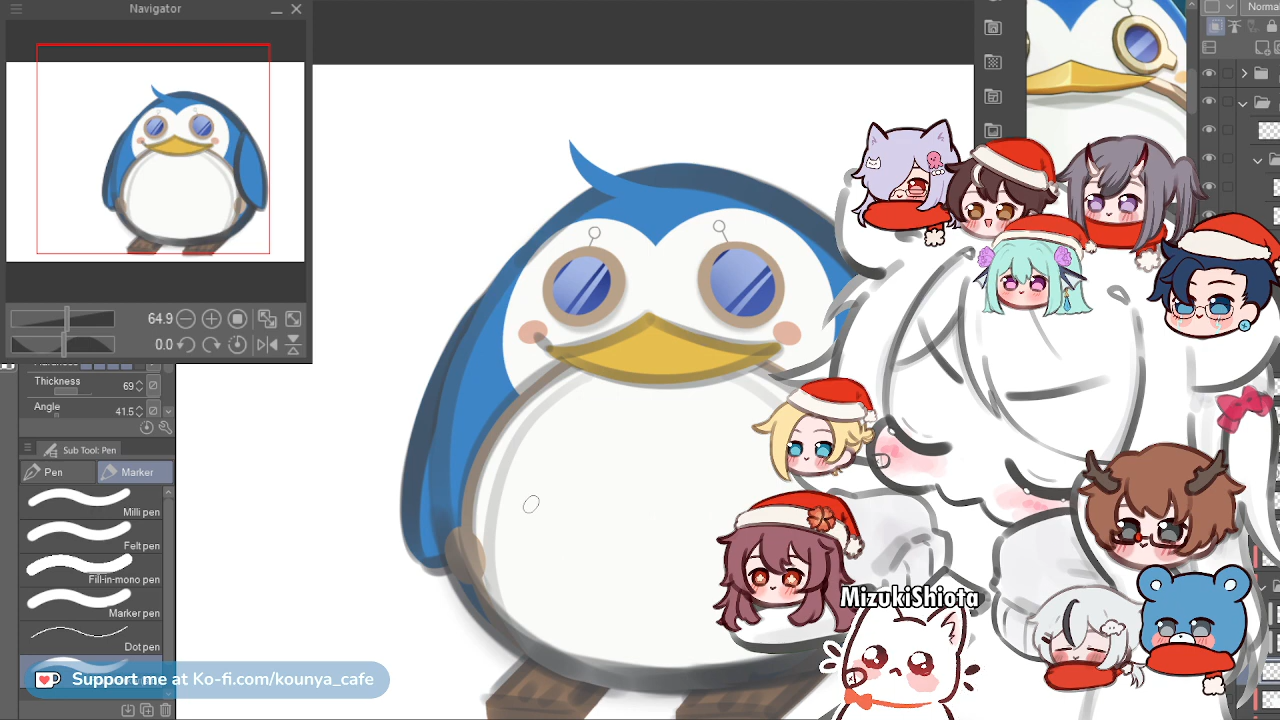 Navigator
Norma
64.9
0.0
Thickness
69
Angle
41.5
Sub Tool: Pen
Pen
Marker
Milli pen
Felt pen
Fill-in-mono pen
Marker pen
Dot pen
Support me at Ko-fi.com/kounya_cafe
MizukiShiota